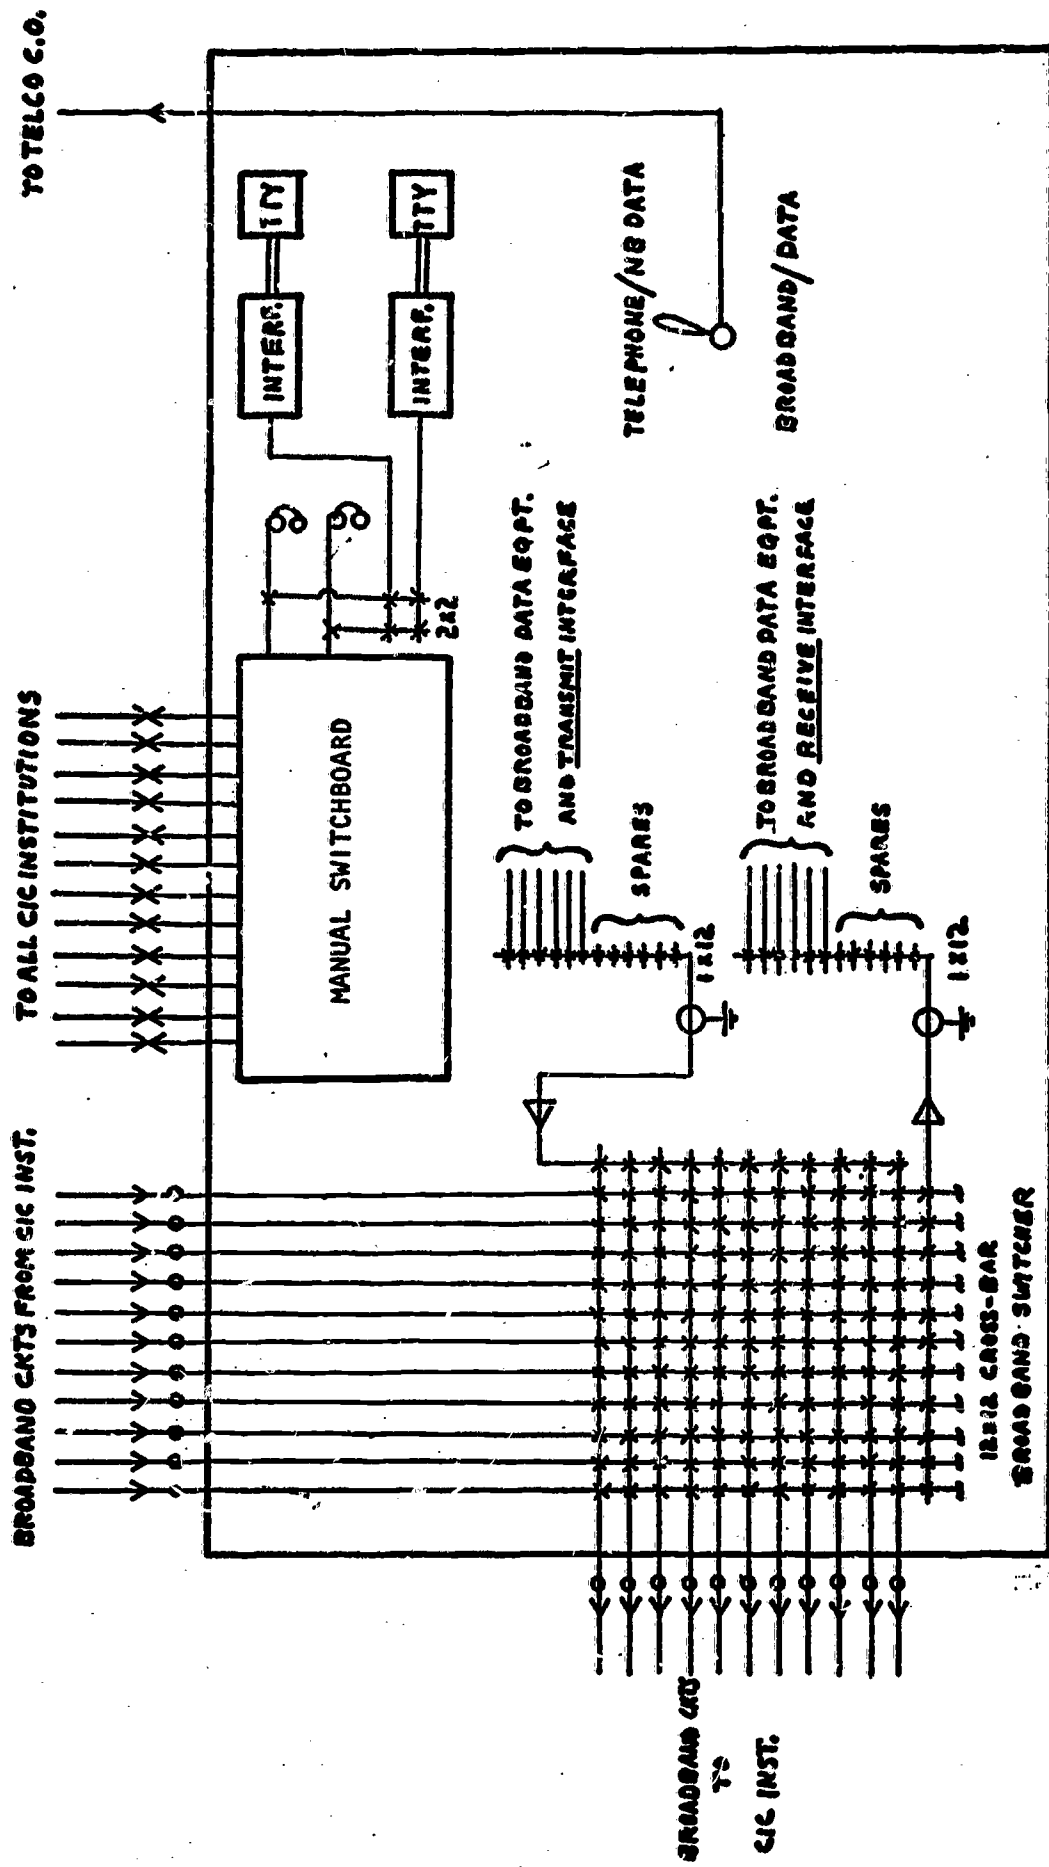 TO TELCO C.O.
TO ALL CIC INSTITUTIONS
BROADBAND CKTS FROM CIC INST.
TTY
INTERF.
TTY
INTERF.
MANUAL SWITCHBOARD
2X2
TO BROADBAND DATA EQPT.
AND TRANSMIT INTERFACE
SPARES
1X12
TELEPHONE/NB DATA
BROADBAND/DATA
TO BROADBAND DATA EQPT.
AND RECEIVE INTERFACE
SPARES
1X12
12X12 CROSS-BAR
BROADBAND SWITCHER
BROADBAND CKTS
TO
CIC INST.